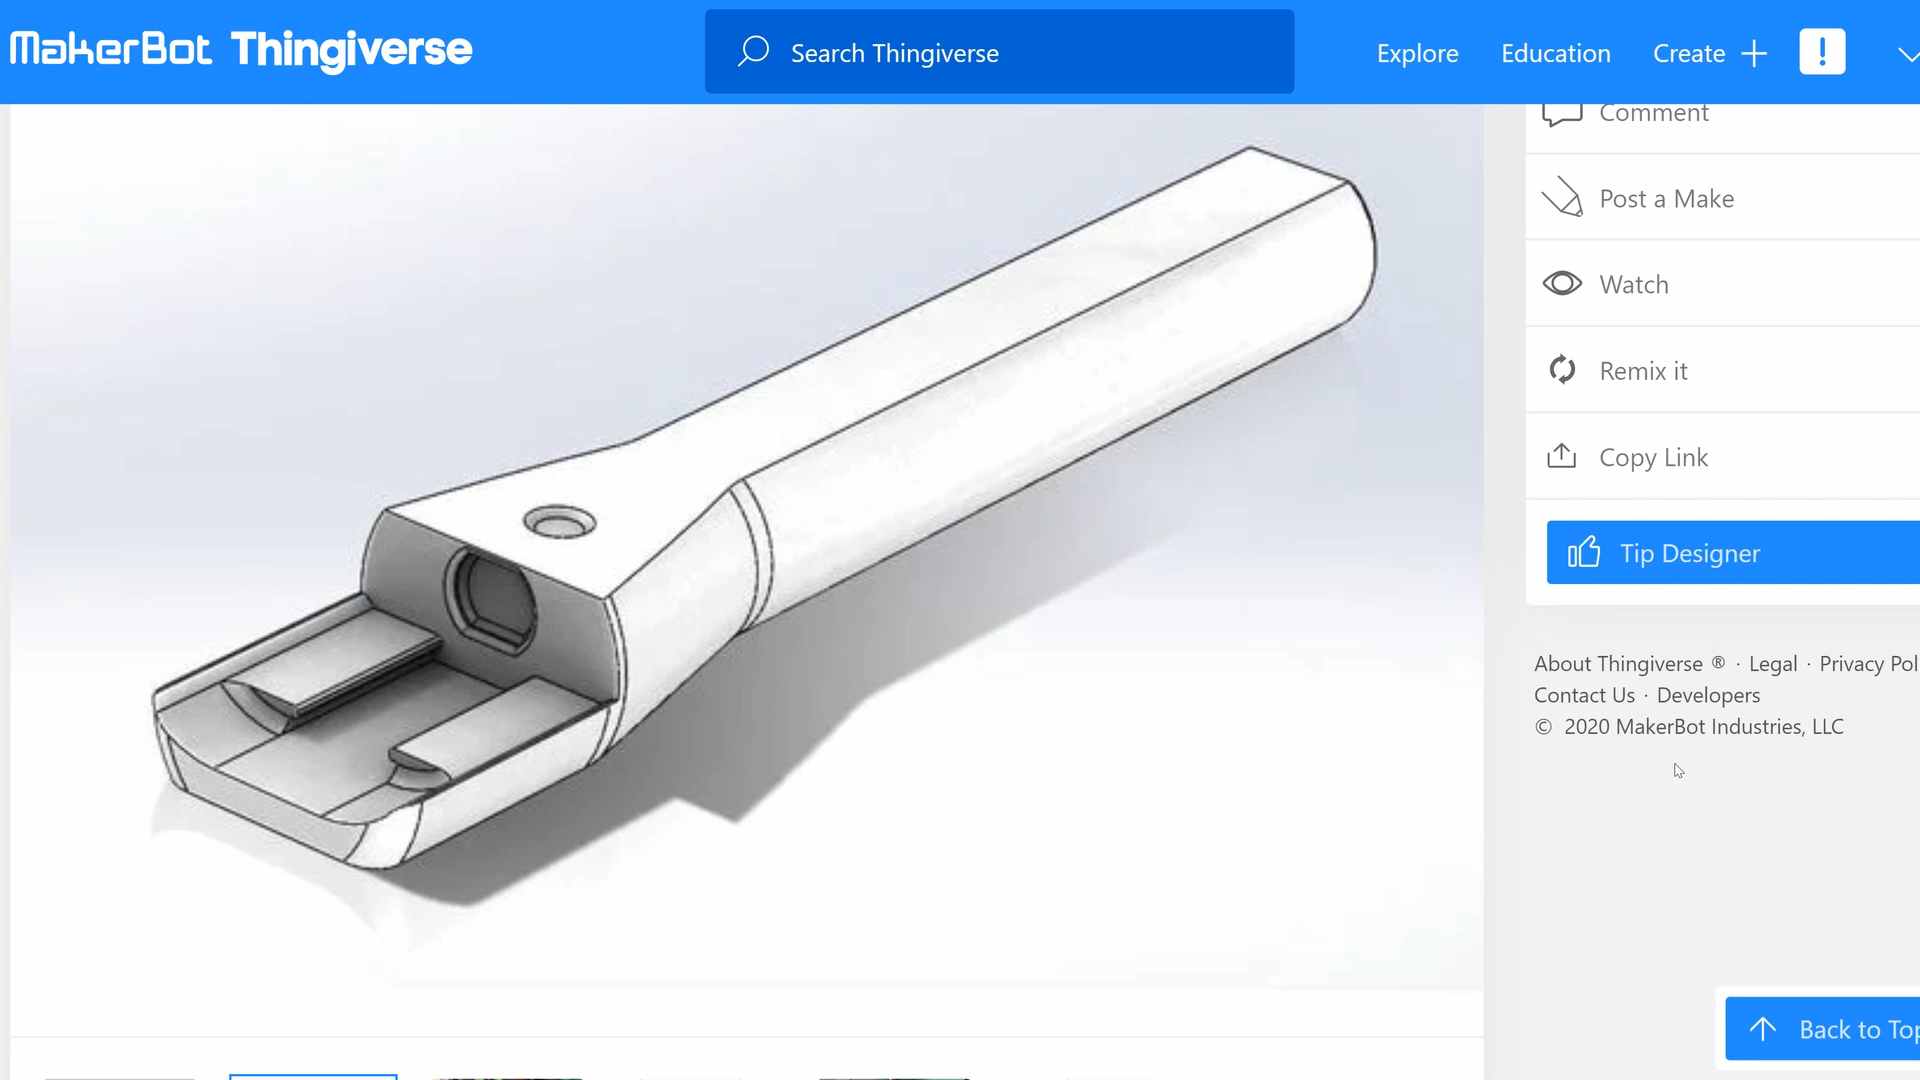 MakerBot Thingiverse
Search Thingiverse
Explore
Education
Create
Comment
Post a Make
Watch
Remix it
Copy Link
Tip Designer
About Thingiverse ® · Legal · Privacy Pol
Contact Us · Developers
© 2020 MakerBot Industries, LLC
Back to Top